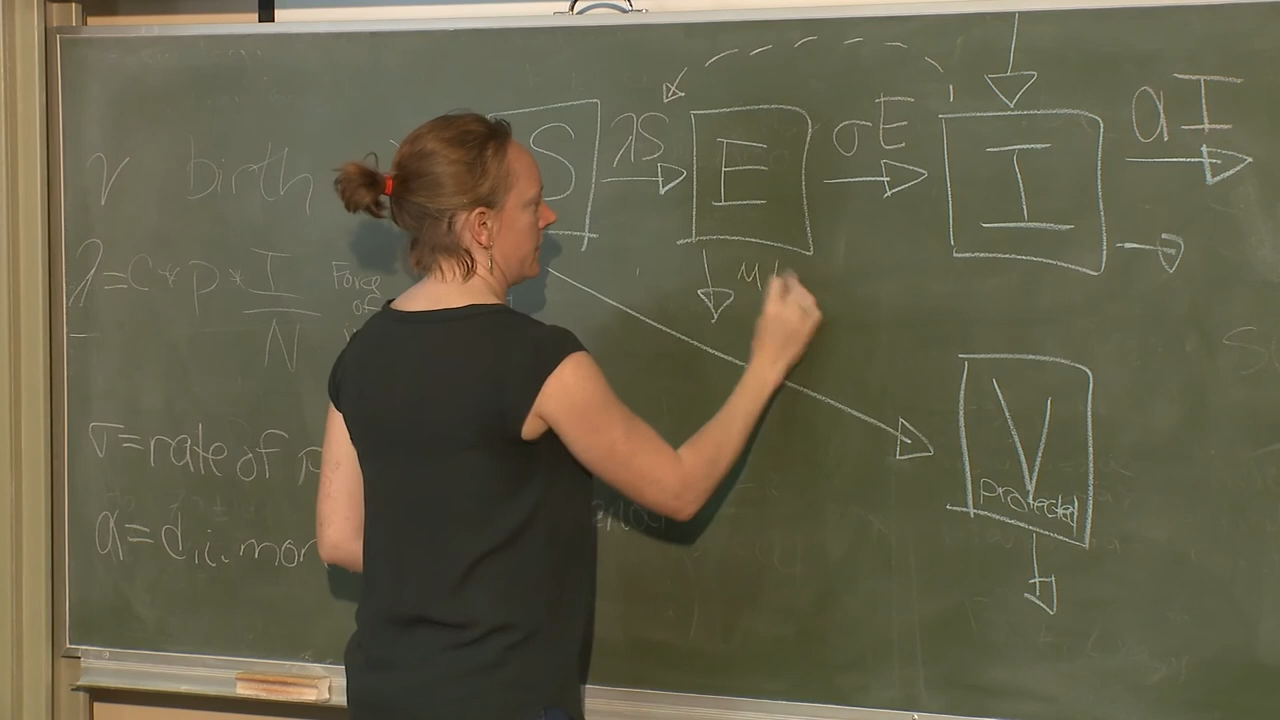 ν birth
λ=C*p*I/N
Force
of
σ=rate of
α=d.i. mor
S
λS
E
σE
I
αI
μ
V
protected